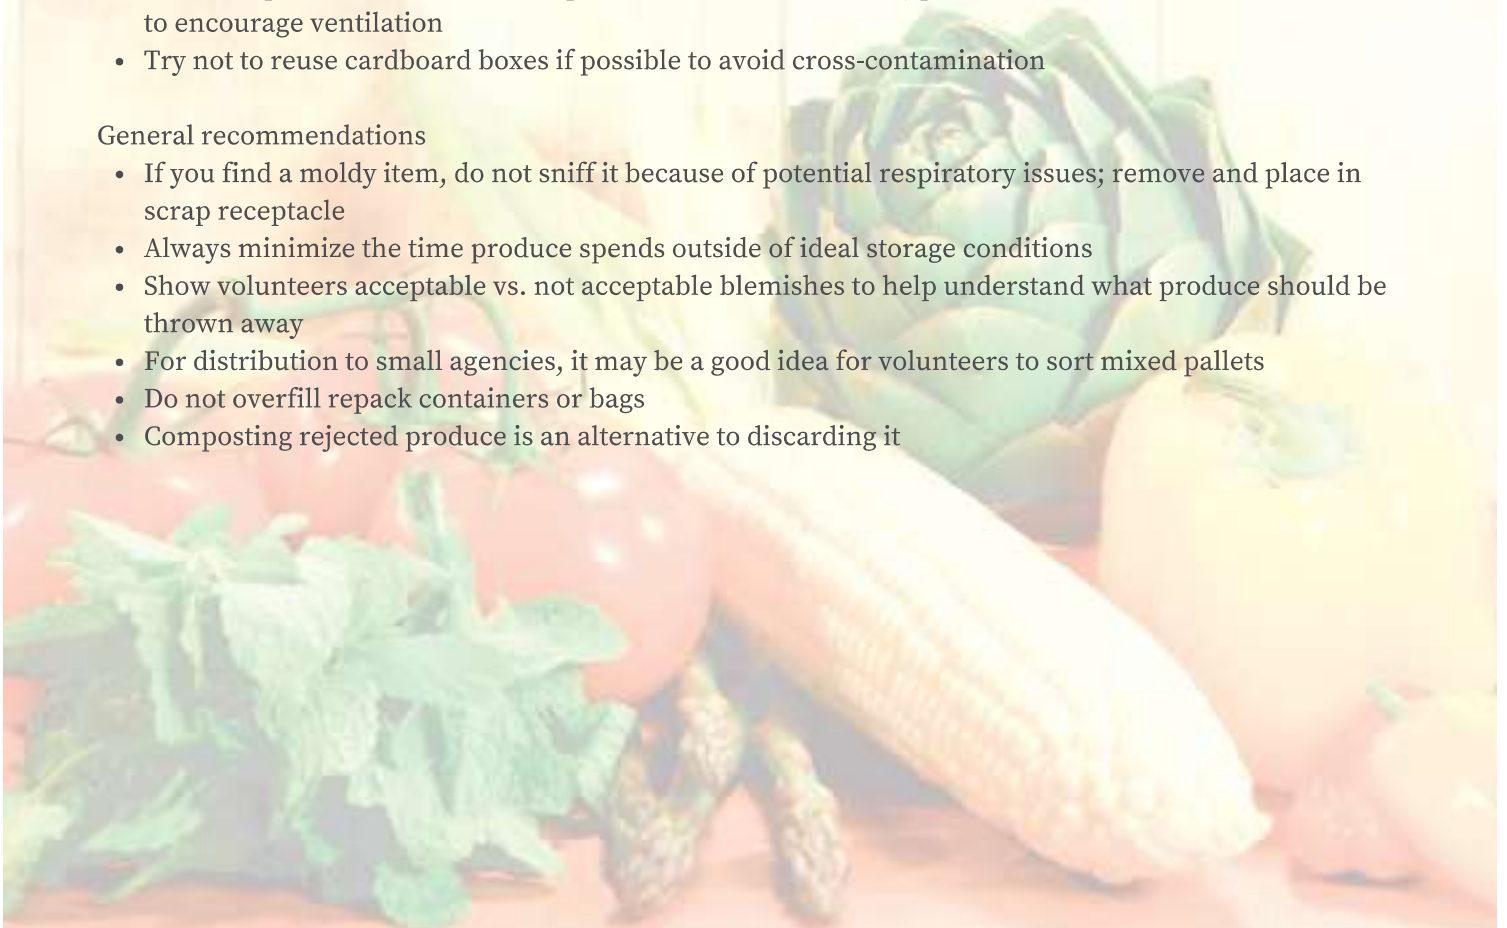 to encourage ventilation
• Try not to reuse cardboard boxes if possible to avoid cross-contamination
General recommendations
• If you find a moldy item, do not sniff it because of potential respiratory issues; remove and place in
scrap receptacle
• Always minimize the time produce spends outside of ideal storage conditions
• Show volunteers acceptable vs. not acceptable blemishes to help understand what produce should be
thrown away
• For distribution to small agencies, it may be a good idea for volunteers to sort mixed pallets
• Do not overfill repack containers or bags
• Composting rejected produce is an alternative to discarding it